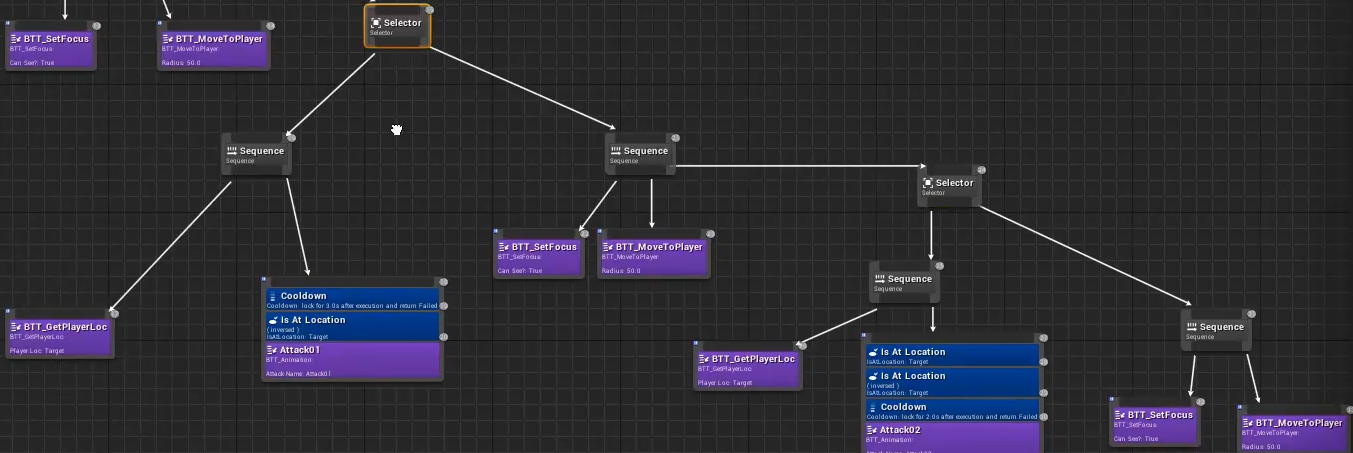 BTT_SetFocus
BTT_SetFocus:
Can See?: True
BTT_MoveToPlayer
BTT_MoveToPlayer:
Radius: 50.0
Selector
Selector
Sequence
Sequence
Sequence
Sequence
Selector
Selector
BTT_SetFocus
BTT_SetFocus:
Can See?: True
BTT_MoveToPlayer
BTT_MoveToPlayer:
Radius: 50.0
Sequence
Sequence
Cooldown
Cooldown: lock for 3.0s after execution and return Failed
Is At Location
( inversed )
IsAtLocation: Target
Attack01
BTT_Animation:
Attack Name: Attack01
BTT_GetPlayerLoc
BTT_GetPlayerLoc:
Player Loc: Target
Sequence
Sequence
BTT_GetPlayerLoc
BTT_GetPlayerLoc:
Player Loc: Target
Is At Location
IsAtLocation: Target
Is At Location
( inversed )
IsAtLocation: Target
Cooldown
Cooldown: lock for 2.0s after execution and return Failed
Attack02
BTT_Animation:
BTT_SetFocus
BTT_SetFocus:
Can See?: True
BTT_MoveToPlayer
BTT_MoveToPlayer:
Radius: 50.0